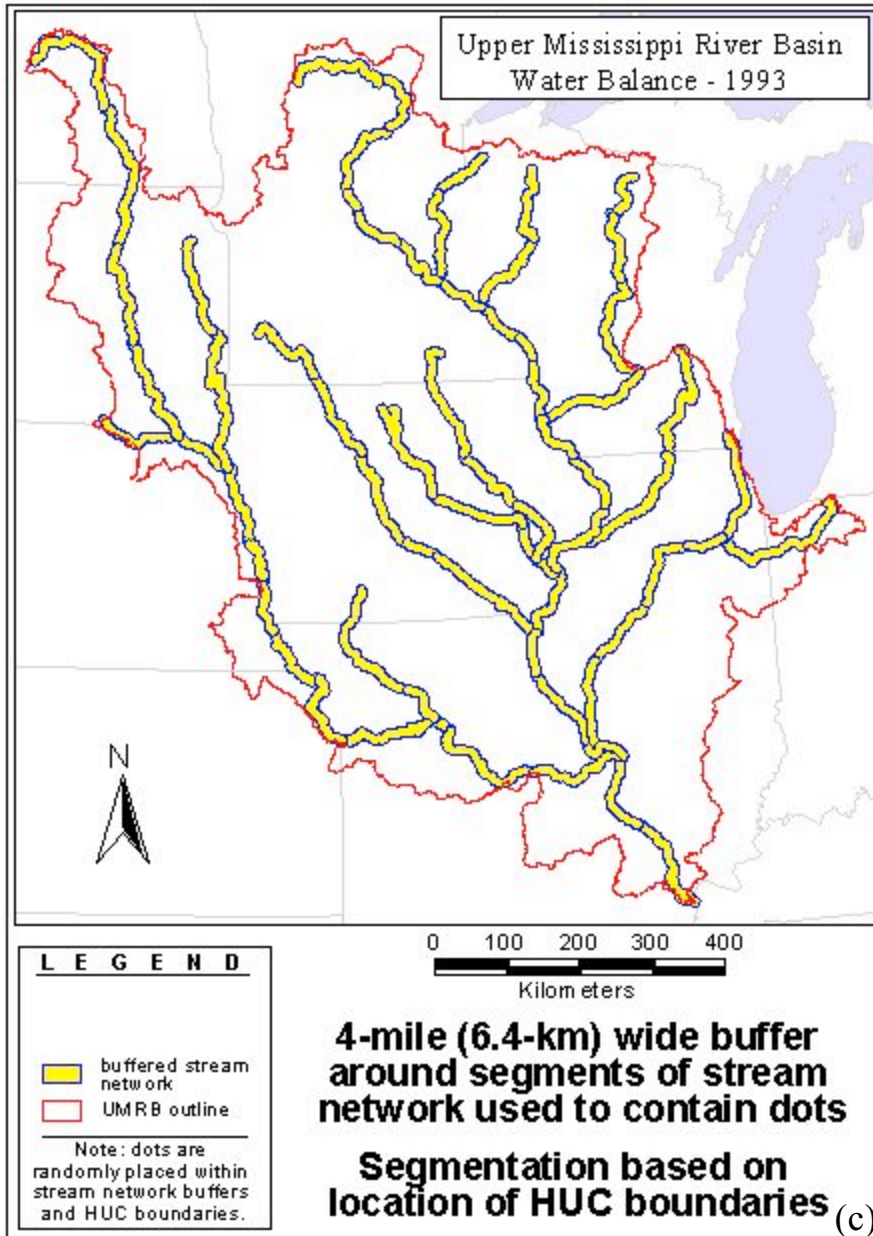 Upper Mississippi River Basin
Water Balance - 1993
N
0 100 200 300 400
Kilometers
L E G E N D
buffered stream
network
UMRB outline
Note: dots are
randomly placed within
stream network buffers
and HUC boundaries.
4-mile (6.4-km) wide buffer
around segments of stream
network used to contain dots
Segmentation based on
location of HUC boundaries
(c)